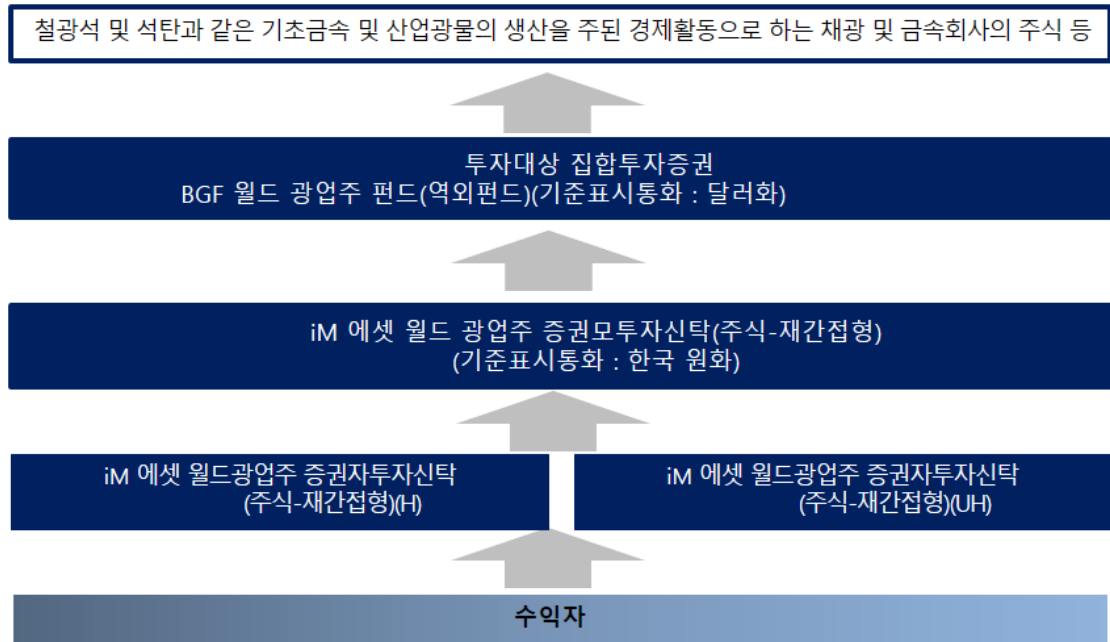 철광석 및 석탄과 같은 기초금속 및 산업광물의 생산을 주된 경제활동으로 하는 채광 및 금속회사의 주식 등
투자대상 집합투자증권
BGF 월드 광업주 펀드(역외펀드)(기준표시통화 : 달러화)
iM 에셋 월드 광업주 증권모투자신탁(주식-재간접형)
(기준표시통화 : 한국 원화)
iM 에셋 월드광업주 증권자투자신탁
(주식-재간접형)(H)
iM 에셋 월드광업주 증권자투자신탁
(주식-재간접형)(UH)
수익자